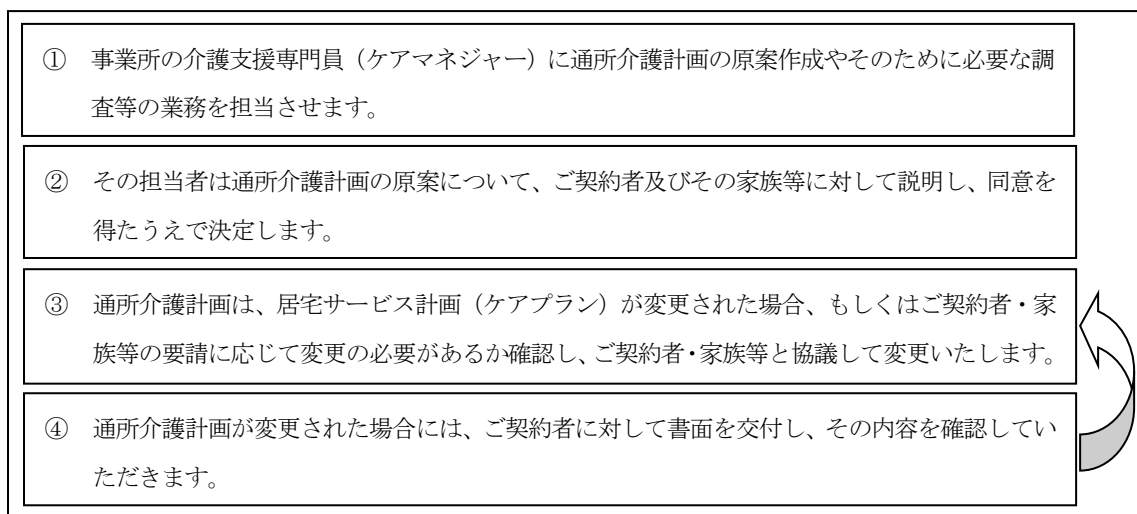 ① 事業所の介護支援専門員（ケアマネジャー）に通所介護計画の原案作成やそのために必要な調
査等の業務を担当させます。
② その担当者は通所介護計画の原案について、ご契約者及びその家族等に対して説明し、同意を
得たうえで決定します。
③ 通所介護計画は、居宅サービス計画（ケアプラン）が変更された場合、もしくはご契約者・家
族等の要請に応じて変更の必要があるか確認し、ご契約者・家族等と協議して変更いたします。
④ 通所介護計画が変更された場合には、ご契約者に対して書面を交付し、その内容を確認してい
ただきます。